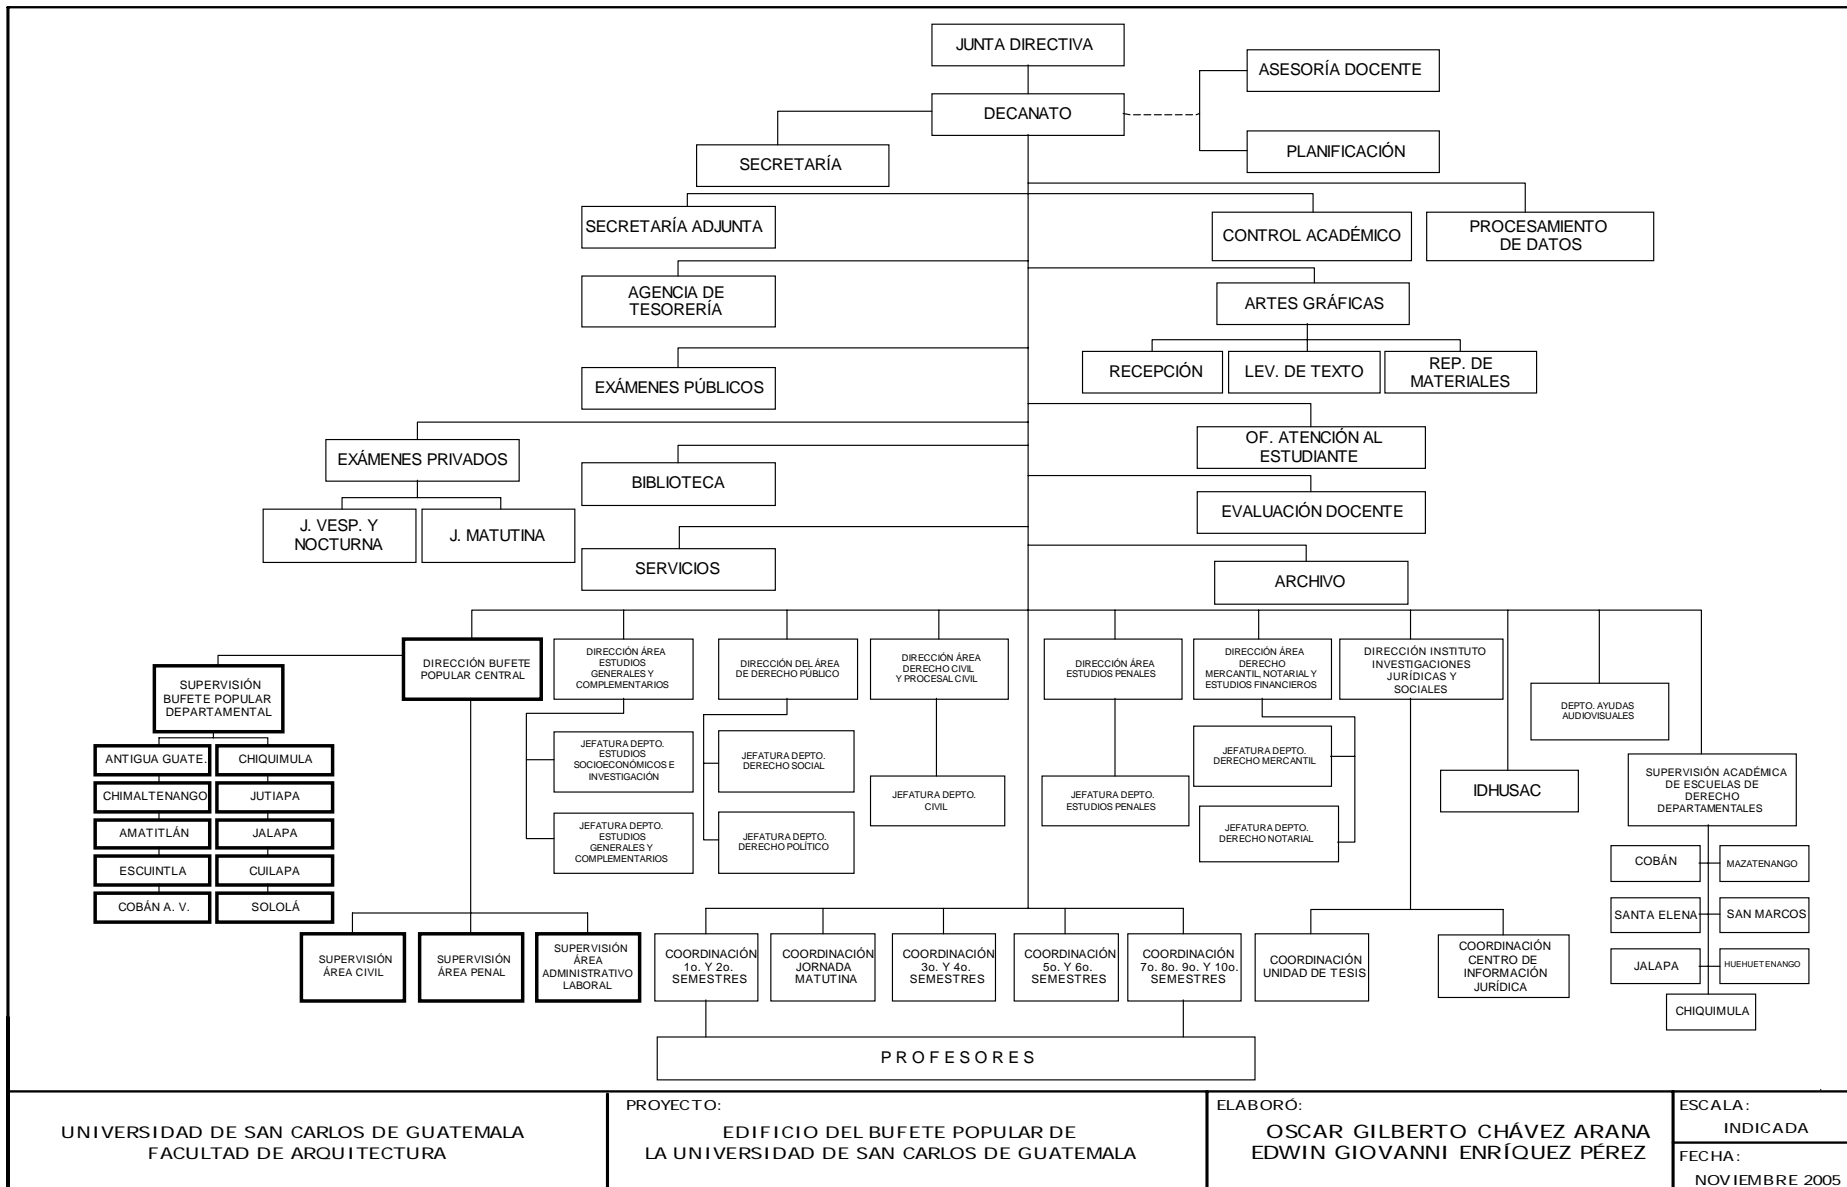 JUNTA DIRECTIVA
ASESORÍA DOCENTE
DECANATO
PLANIFICACIÓN
SECRETARÍA
SECRETARÍA ADJUNTA
CONTROL ACADÉMICO
PROCESAMIENTO
DE DATOS
AGENCIA DE
TESORERÍA
ARTES GRÁFICAS
RECEPCIÓN
LEV. DE TEXTO
REP. DE
MATERIALES
EXÁMENES PÚBLICOS
OF. ATENCIÓN AL
ESTUDIANTE
EXÁMENES PRIVADOS
BIBLIOTECA
EVALUACIÓN DOCENTE
J. VESP. Y
NOCTURNA
J. MATUTINA
SERVICIOS
ARCHIVO
DIRECCIÓN BUFETE
POPULAR CENTRAL
DIRECCIÓN ÁREA
ESTUDIOS
GENERALES Y
COMPLEMENTARIOS
DIRECCIÓN DEL ÁREA
DE DERECHO PÚBLICO
DIRECCIÓN ÁREA
DERECHO CIVIL
Y PROCESAL CIVIL
DIRECCIÓN ÁREA
ESTUDIOS PENALES
DIRECCIÓN ÁREA
DERECHO
MERCANTIL, NOTARIAL Y
ESTUDIOS FINANCIEROS
DIRECCIÓN INSTITUTO
INVESTIGACIONES
JURÍDICAS Y
SOCIALES
SUPERVISIÓN
BUFETE POPULAR
DEPARTAMENTAL
DEPTO. AYUDAS
AUDIOVISUALES
ANTIGUA GUATE.
CHIQUIMULA
CHIMALTENANGO
JUTIAPA
AMATITLÁN
JALAPA
ESCUINTLA
CUILAPA
COBÁN A. V.
SOLOLÁ
JEFATURA DEPTO.
ESTUDIOS
SOCIOECONÓMICOS E
INVESTIGACIÓN
JEFATURA DEPTO.
DERECHO SOCIAL
JEFATURA DEPTO.
CIVIL
JEFATURA DEPTO.
ESTUDIOS PENALES
JEFATURA DEPTO.
DERECHO MERCANTIL
IDHUSAC
SUPERVISIÓN ACADÉMICA
DE ESCUELAS DE
DERECHO
DEPARTAMENTALES
JEFATURA DEPTO.
ESTUDIOS
GENERALES Y
COMPLEMENTARIOS
JEFATURA DEPTO.
DERECHO POLÍTICO
JEFATURA DEPTO.
DERECHO NOTARIAL
COBÁN
MAZATENANGO
SANTA ELENA
SAN MARCOS
JALAPA
HUEHUETENANGO
CHIQUIMULA
SUPERVISIÓN
ÁREA CIVIL
SUPERVISIÓN
ÁREA PENAL
SUPERVISIÓN
ÁREA
ADMINISTRATIVO
LABORAL
COORDINACIÓN
1o. Y 2o.
SEMESTRES
COORDINACIÓN
JORNADA
MATUTINA
COORDINACIÓN
3o. Y 4o.
SEMESTRES
COORDINACIÓN
5o. Y 6o.
SEMESTRES
COORDINACIÓN
7o. 8o. 9o. Y 10o.
SEMESTRES
COORDINACIÓN
UNIDAD DE TESIS
COORDINACIÓN
CENTRO DE
INFORMACIÓN
JURÍDICA
PROFESORES
UNIVERSIDAD DE SAN CARLOS DE GUATEMALA
FACULTAD DE ARQUITECTURA
PROYECTO:
EDIFICIO DEL BUFETE POPULAR DE
LA UNIVERSIDAD DE SAN CARLOS DE GUATEMALA
ELABORÓ:
OSCAR GILBERTO CHÁVEZ ARANA
EDWIN GIOVANNI ENRÍQUEZ PÉREZ
ESCALA:
INDICADA
FECHA:
NOVIEMBRE 2005